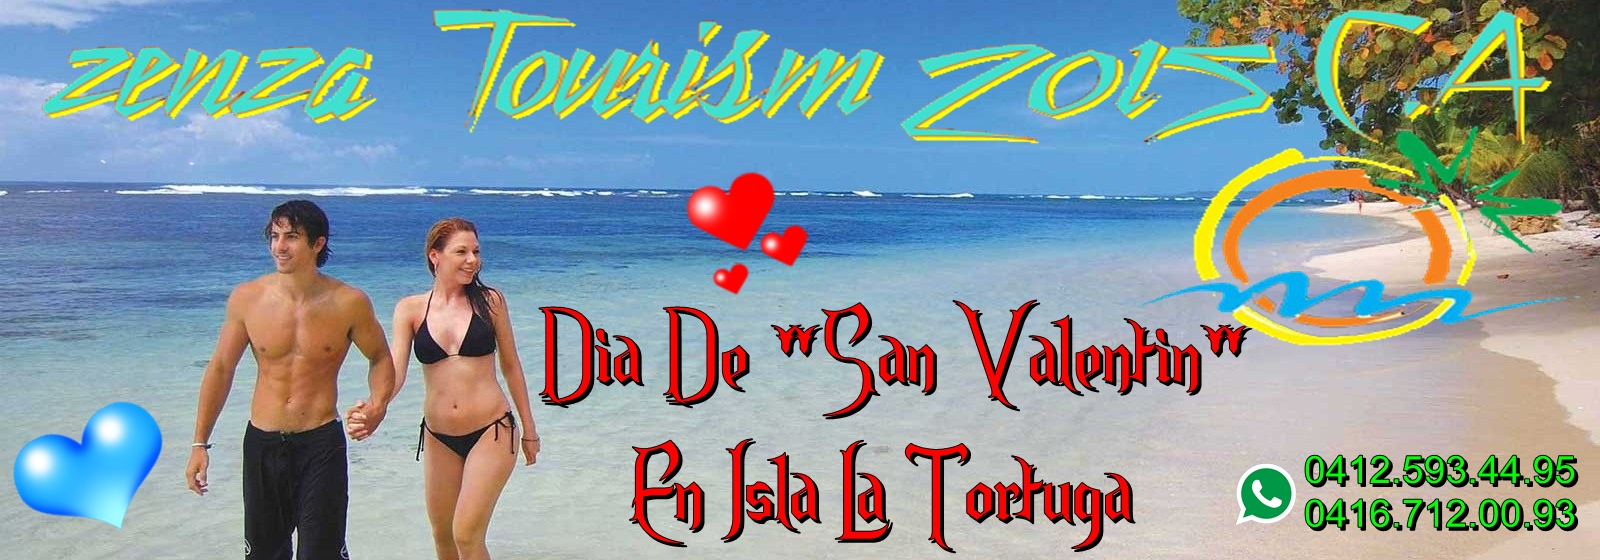 zenza Tourism 2015 C.A
Dia De "San Valentin"
En Isla La Tortuga
0412.593.44.95
0416.712.00.93